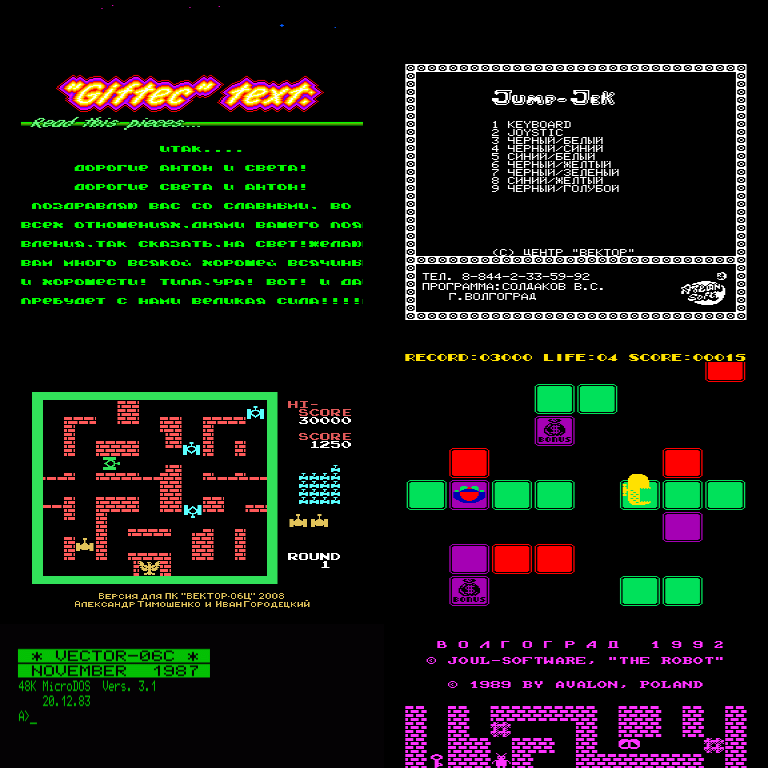 "Giftec" text.
Read this pieces...
итак....
дорогие антон и света!
дорогие света и антон!
поздравляю вас со славными, во
всех отношениях,днями вашего поя
вления,так сказать,на свет!желаю
вам много всякой хорошей всячины
и хорошести! типа,ура! вот! и да
пребудет с нами великая сила!!!!
Jump-Jek
1 KEYBOARD
2 JOYSTIC
3 ЧЕРНЫЙ/БЕЛЫЙ
4 ЧЕРНЫЙ/СИНИЙ
5 СИНИЙ/БЕЛЫЙ
6 ЧЕРНЫЙ/ЖЕЛТЫЙ
7 ЧЕРНЫЙ/ЗЕЛЕНЫЙ
8 СИНИЙ/ЖЕЛТЫЙ
9 ЧЕРНЫЙ/ГОЛУБОЙ
(C) ЦЕНТР "ВЕКТОР"
ТЕЛ. 8-844-2-33-59-92
ПРОГРАММА:СОЛДАКОВ В.С.
Г.ВОЛГОГРАД
HI-
SCORE
30000
SCORE
1250
ROUND
1
Версия для ПК "ВЕКТОР-06Ц" 2008
Александр Тимошенко и Иван Городецкий
RECORD:03000 LIFE:04 SCORE:00015
BONUS
BONUS
* VECTOR-06C *
NOVEMBER 1987
48K MicroDOS Vers. 3.1
20.12.83
A>_
ВОЛГОГРАД 1992
© JOUL-SOFTWARE, "THE ROBOT"
© 1989 BY AVALON, POLAND